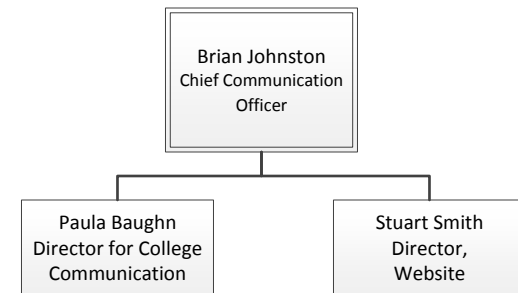 Brian Johnston
Chief Communication
Officer
Paula Baughn
Director for College
Communication
Stuart Smith
Director,
Website